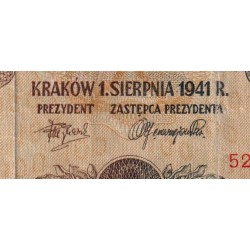 KRAKÓW 1. SIERPNIA 1941 R.
PREZYDENT ZASTĘPCA PREZYDENTA
52